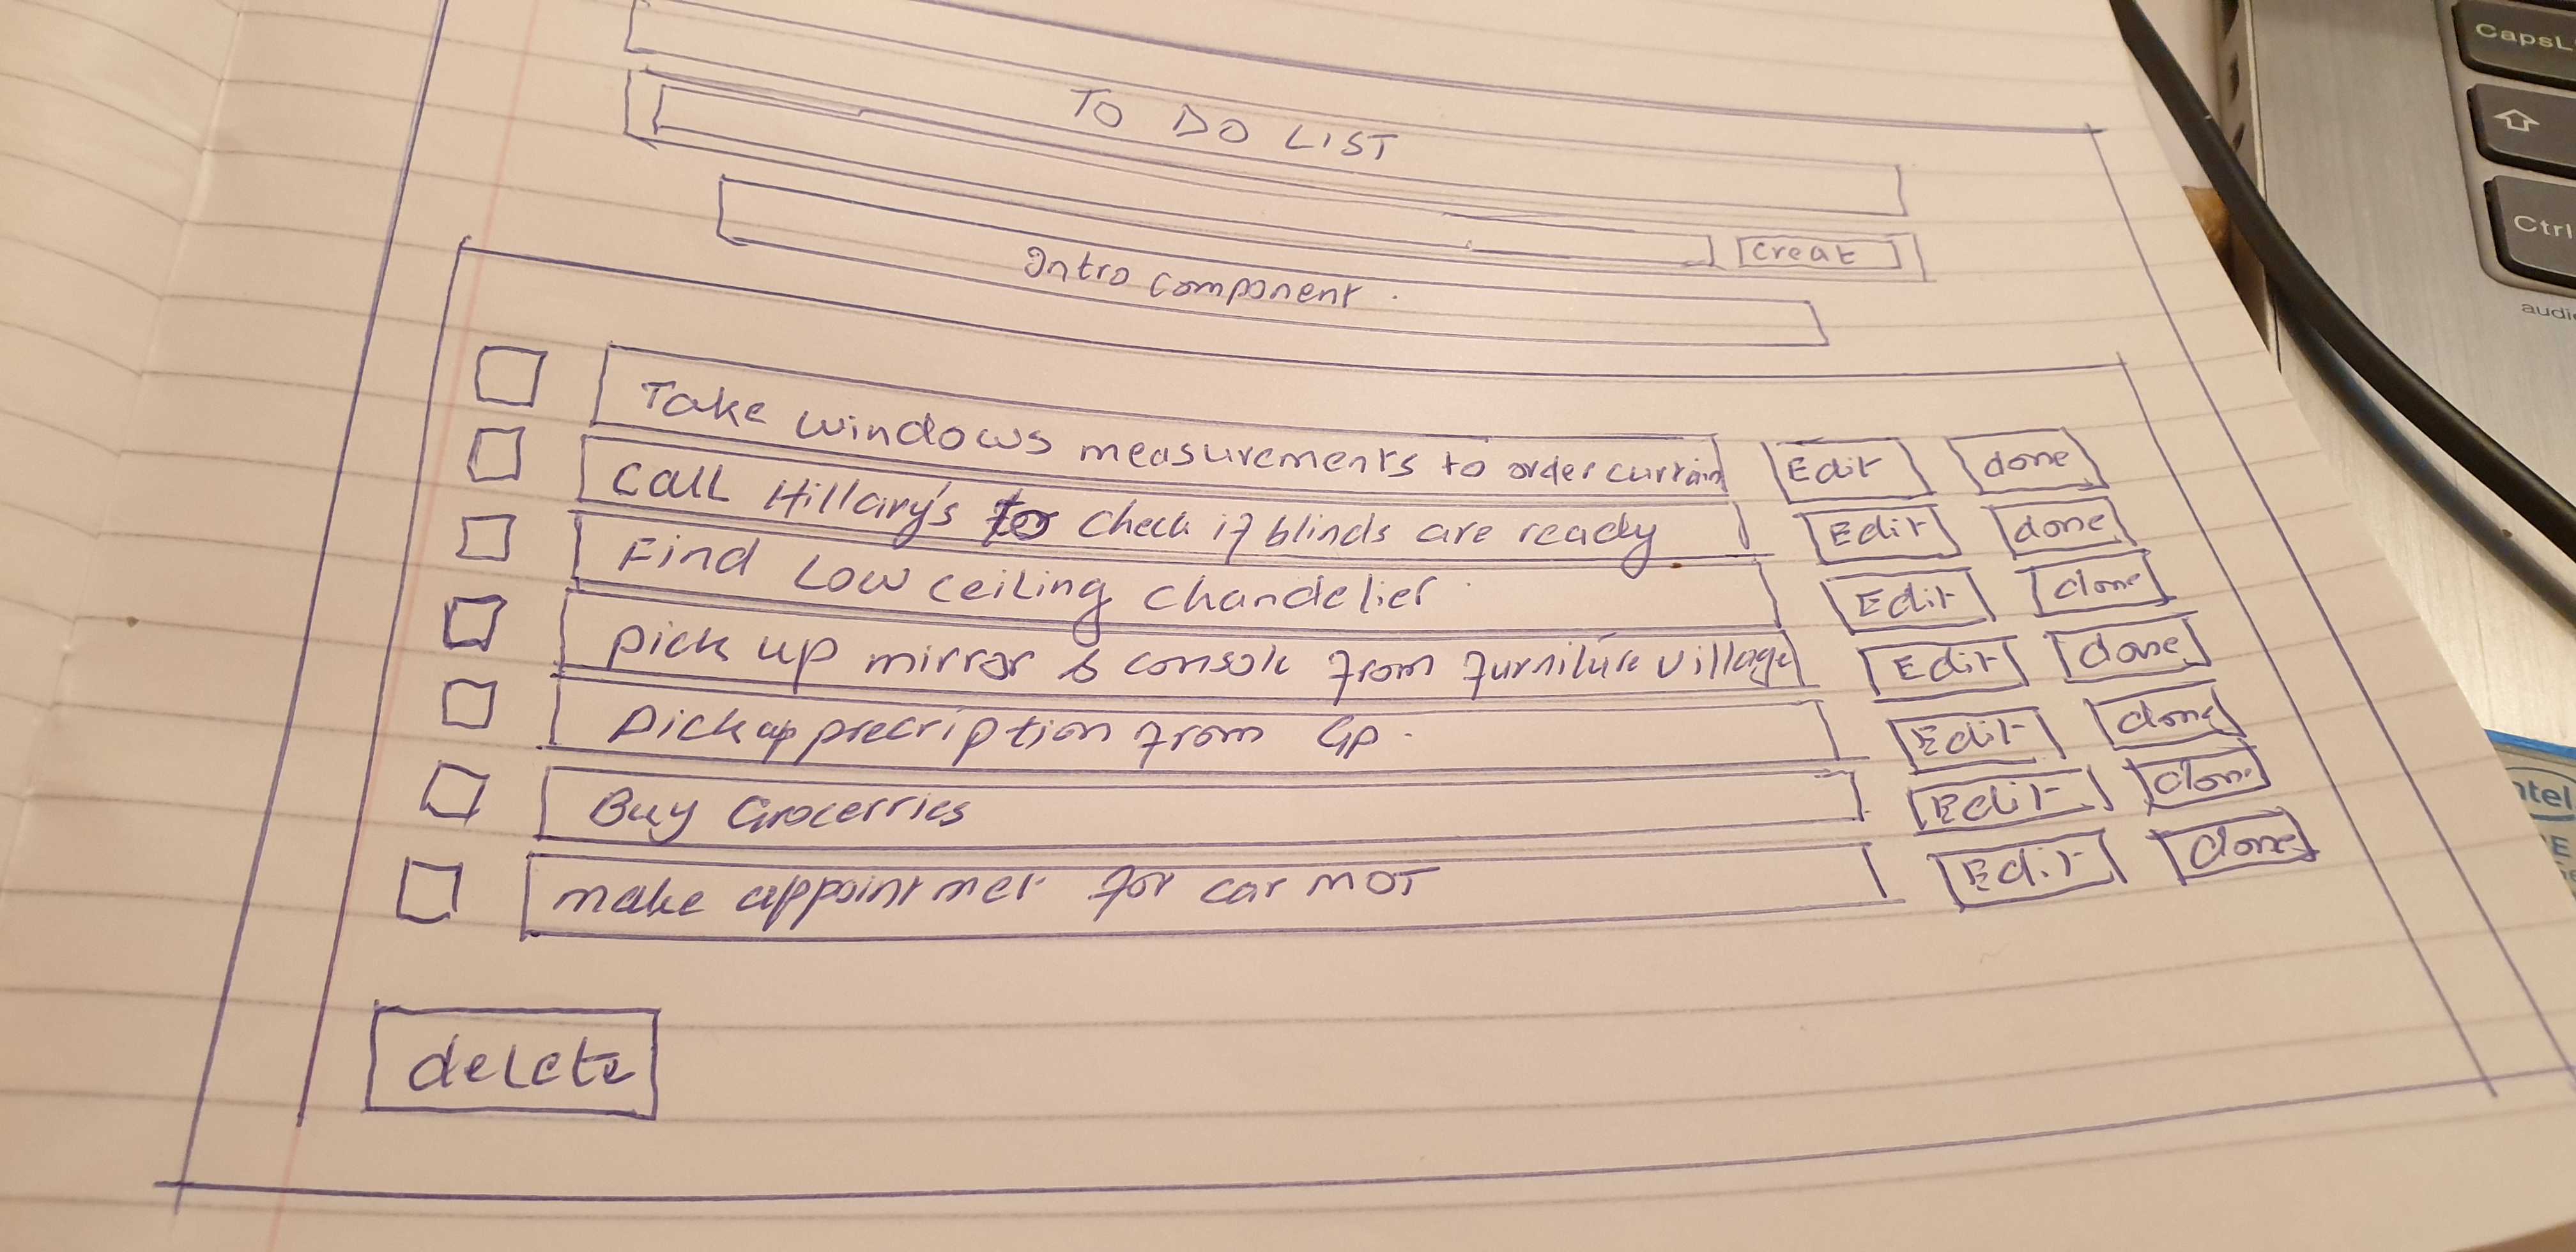 TO DO LIST
Creat
Intro component.
Take windows measurements to order curtain Edit done
Call Hillary's to check if blinds are ready Edit done
Find Low ceiling chandelier Edit done
pick up mirror & console from furniture village Edit done
Pick up precription from Gp. Edit done
Buy Grocerries Edit done
make appointmet for car MOT Edit done
delete
CapsL
Ctrl
audi
ntel